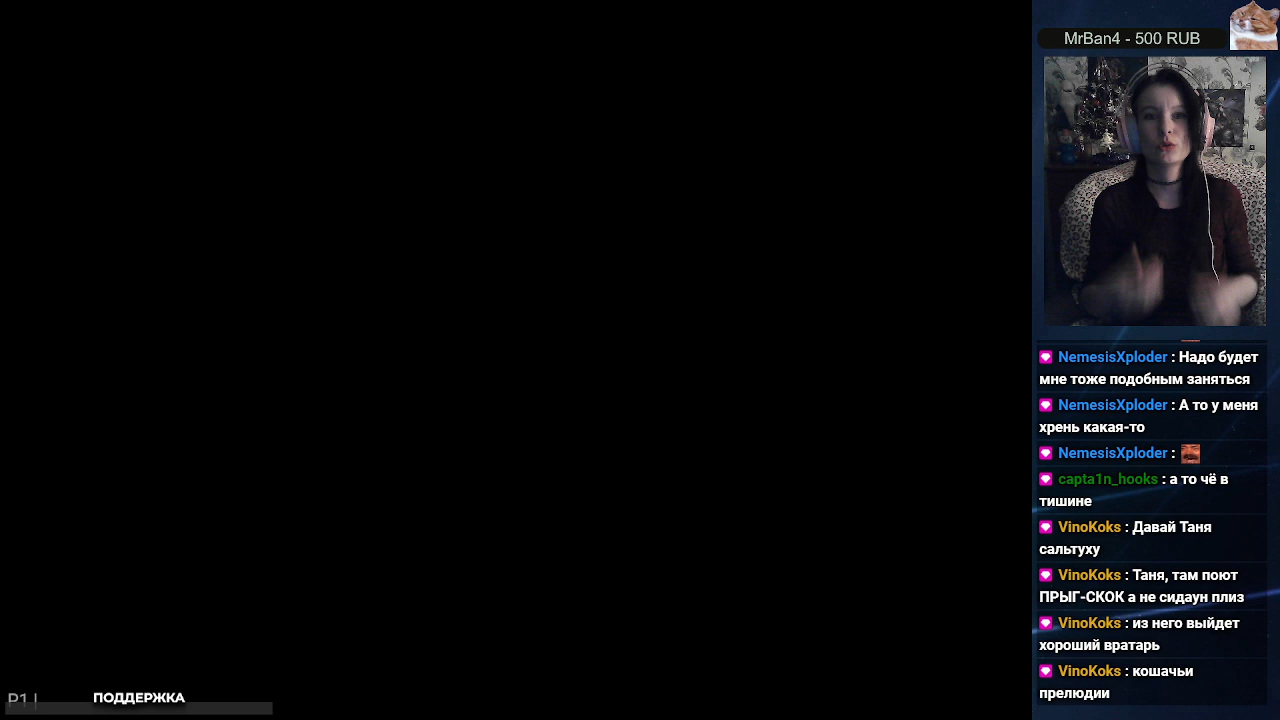 MrBan4 - 500 RUB
NemesisXploder : Надо будет
мне тоже подобным заняться
NemesisXploder : А то у меня
хрень какая-то
NemesisXploder :
capta1n_hooks : а то чё в
тишине
VinoKoks : Давай Таня
сальтуху
VinoKoks : Таня, там поют
ПРЫГ-СКОК а не сидаун плиз
VinoKoks : из него выйдет
хороший вратарь
VinoKoks : кошачьи
прелюдии
ПОДДЕРЖКА